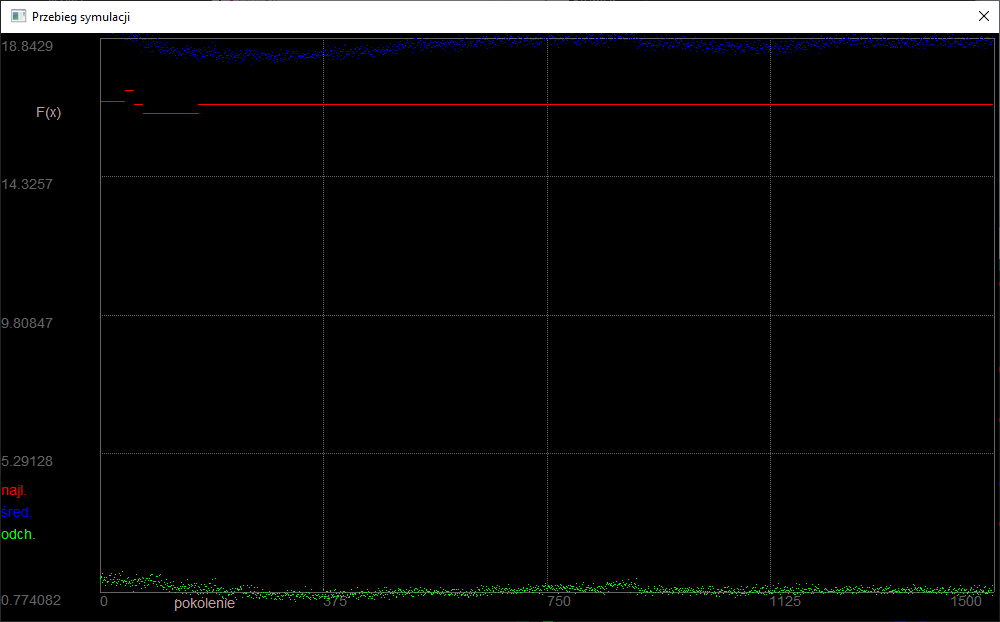 Przebieg symulacji
18.8429
F(x)
14.3257
9.80847
5.29128
najl.
śred.
odch.
0.774082
0 375 750 1125 1500
pokolenie